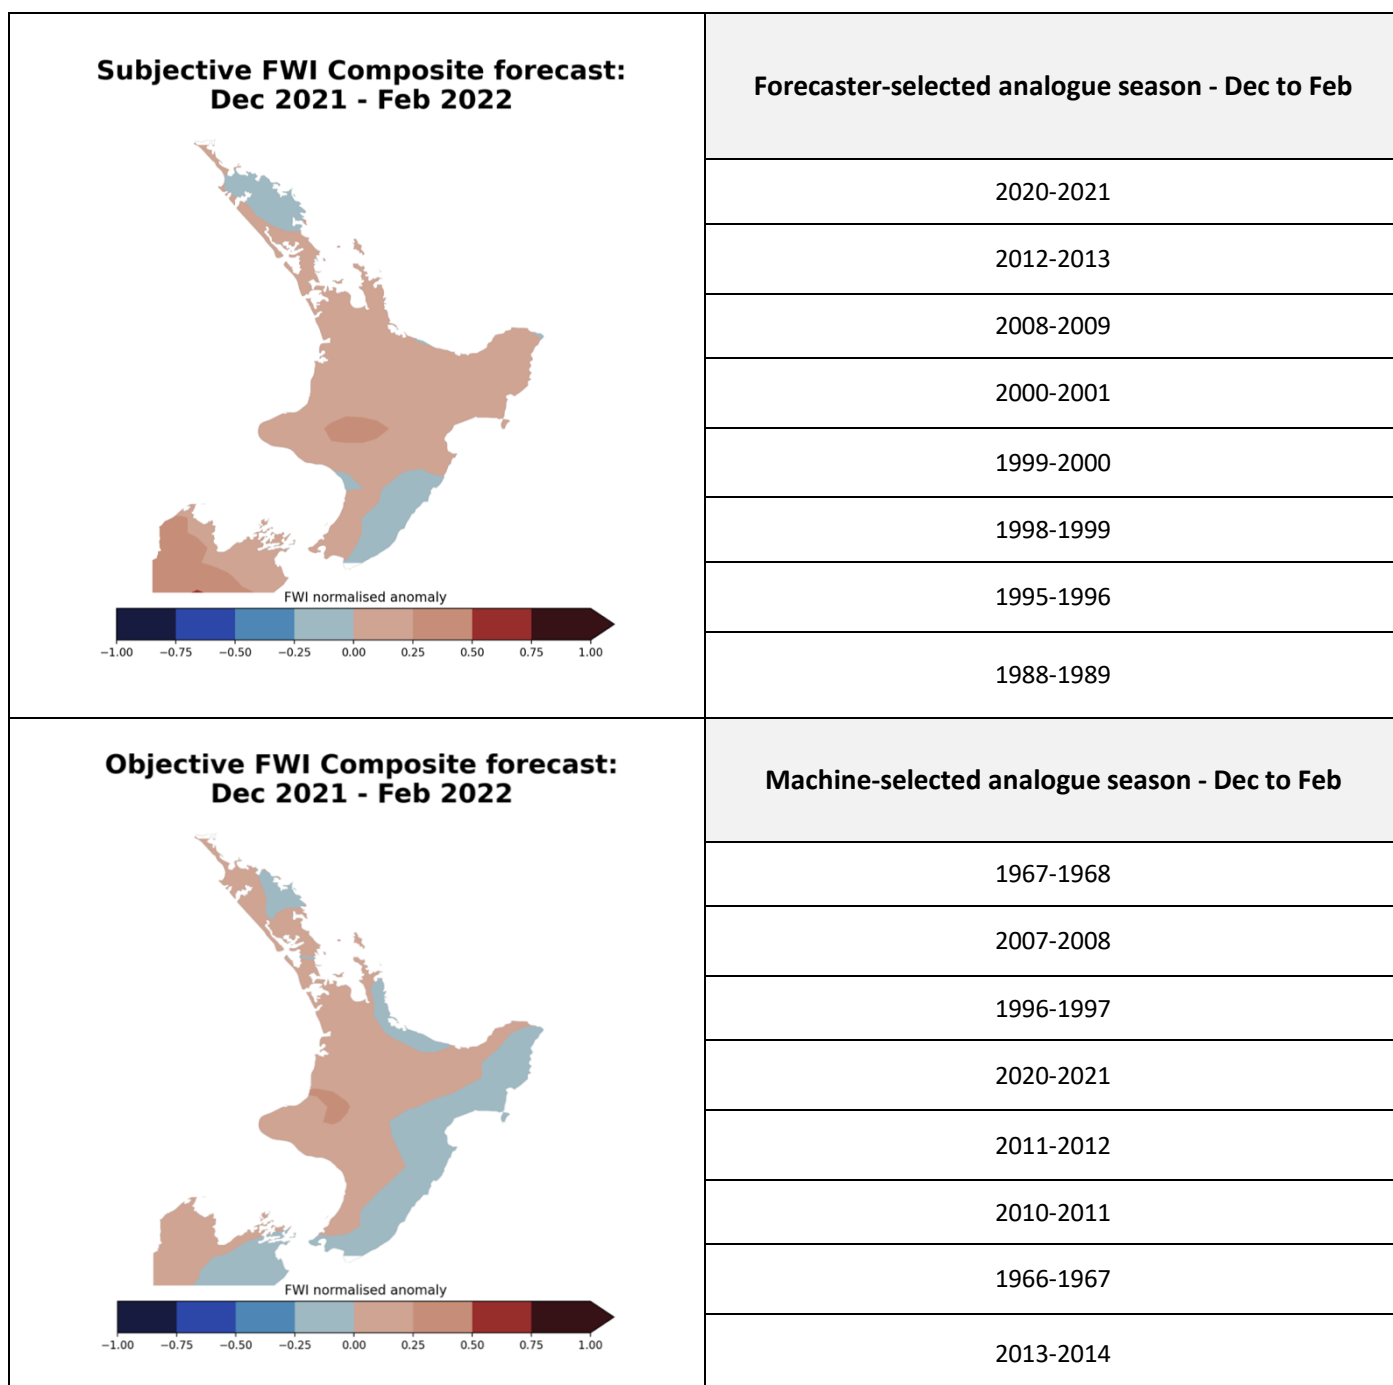 Subjective FWI Composite forecast:
Dec 2021 - Feb 2022
FWI normalised anomaly
−1.00 −0.75 −0.50 −0.25 0.00 0.25 0.50 0.75 1.00
Forecaster-selected analogue season - Dec to Feb
2020-2021
2012-2013
2008-2009
2000-2001
1999-2000
1998-1999
1995-1996
1988-1989
Objective FWI Composite forecast:
Dec 2021 - Feb 2022
FWI normalised anomaly
−1.00 −0.75 −0.50 −0.25 0.00 0.25 0.50 0.75 1.00
Machine-selected analogue season - Dec to Feb
1967-1968
2007-2008
1996-1997
2020-2021
2011-2012
2010-2011
1966-1967
2013-2014